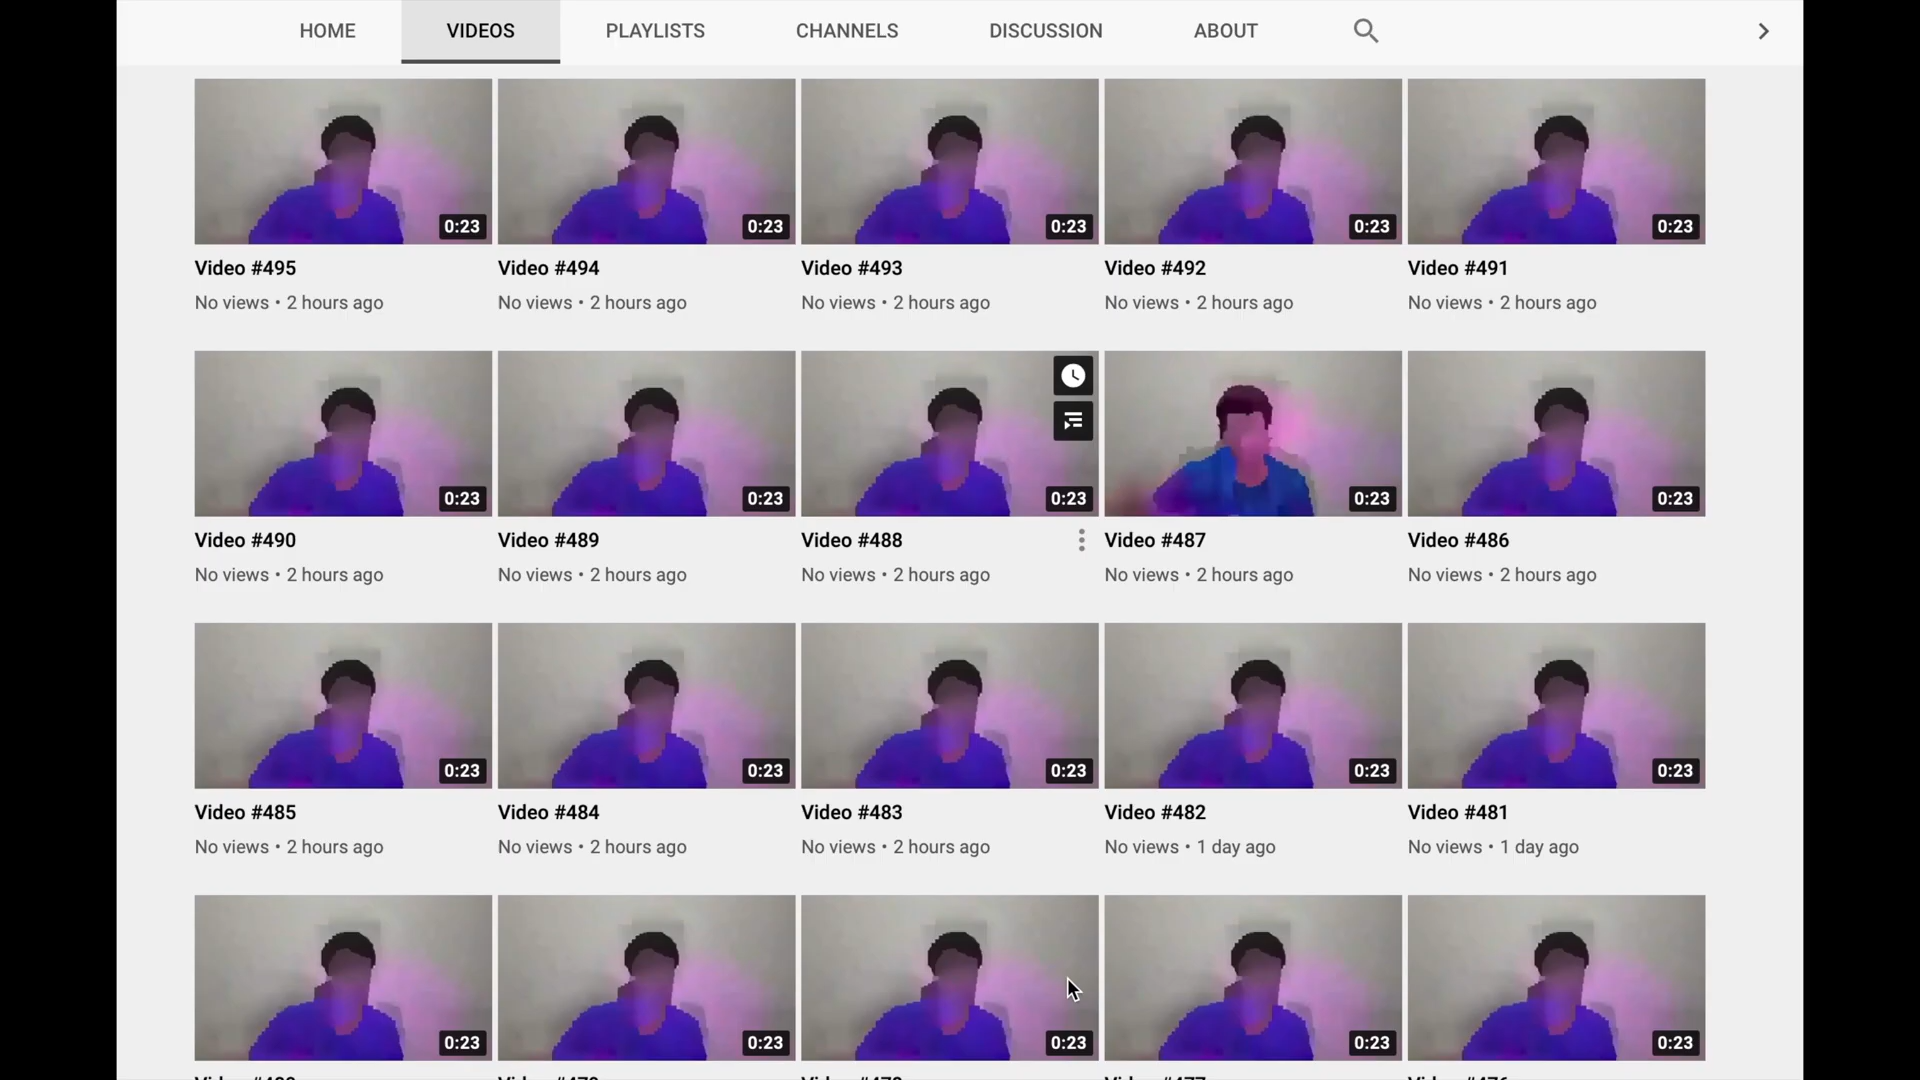 HOME VIDEOS PLAYLISTS CHANNELS DISCUSSION ABOUT
0:23 0:23 0:23 0:23 0:23
Video #495 Video #494 Video #493 Video #492 Video #491
No views • 2 hours ago No views • 2 hours ago No views • 2 hours ago No views • 2 hours ago No views • 2 hours ago
0:23 0:23 0:23 0:23 0:23
Video #490 Video #489 Video #488 Video #487 Video #486
No views • 2 hours ago No views • 2 hours ago No views • 2 hours ago No views • 2 hours ago No views • 2 hours ago
0:23 0:23 0:23 0:23 0:23
Video #485 Video #484 Video #483 Video #482 Video #481
No views • 2 hours ago No views • 2 hours ago No views • 2 hours ago No views • 1 day ago No views • 1 day ago
0:23 0:23 0:23 0:23 0:23